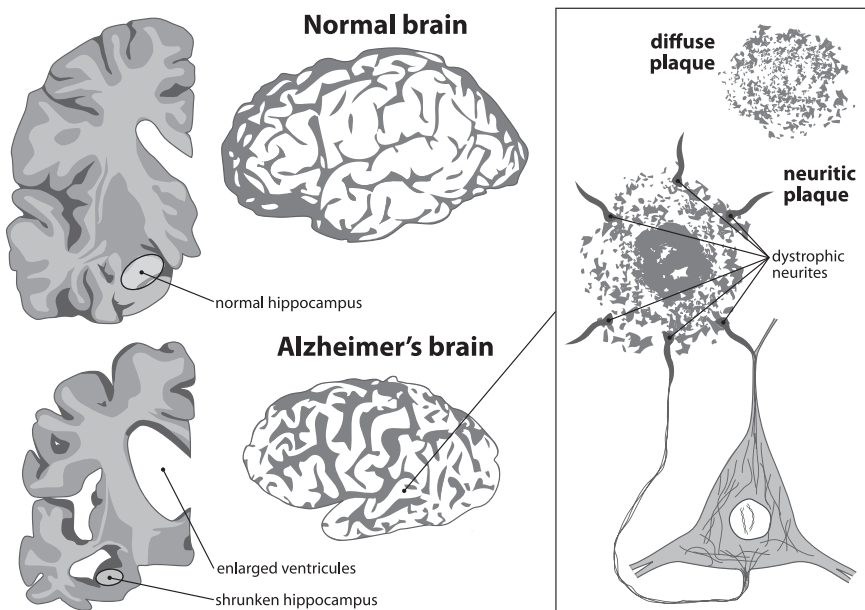 Normal brain
normal hippocampus
Alzheimer’s brain
enlarged ventricules
shrunken hippocampus
diffuse
plaque
neuritic
plaque
dystrophic
neurites